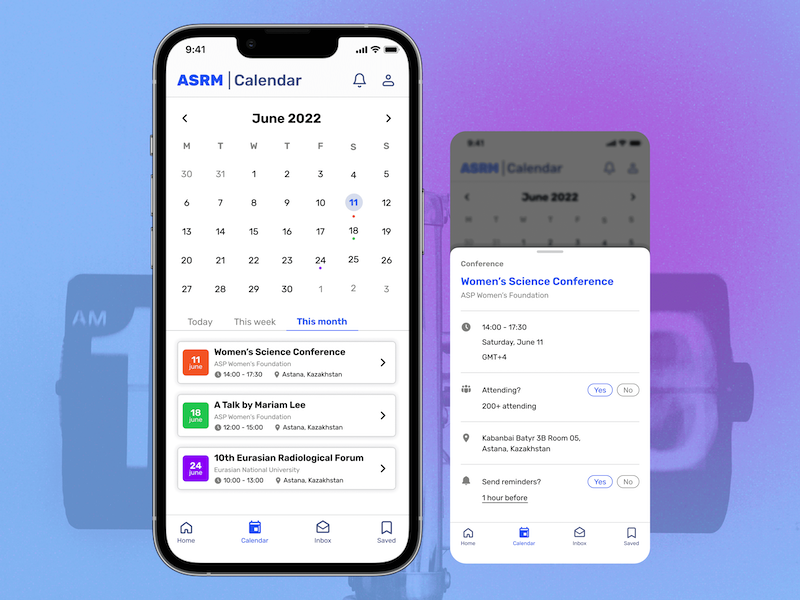 9:41
ASRM | Calendar
June 2022
M T W T F S S
30 31 1 2 3 4 5
6 7 8 9 10 11 12
13 14 15 16 17 18 19
20 21 22 23 24 25 26
27 28 29 30 1 2 3
Today This week This month
11 june
Women's Science Conference
ASP Women's Foundation
14:00 - 17:30 Astana, Kazakhstan
18 june
A Talk by Mariam Lee
ASP Women's Foundation
12:00 - 15:00 Astana, Kazakhstan
24 june
10th Eurasian Radiological Forum
Eurasian National University
10:00 - 13:00 Astana, Kazakhstan
Home Calendar Inbox Saved
9:41
ASRM | Calendar
June 2022
Conference
Women's Science Conference
ASP Women's Foundation
14:00 - 17:30
Saturday, June 11
GMT+4
Attending? Yes No
200+ attending
Kabanbai Batyr 3B Room 05,
Astana, Kazakhstan
Send reminders? Yes No
1 hour before
Home Calendar Inbox Saved
AM